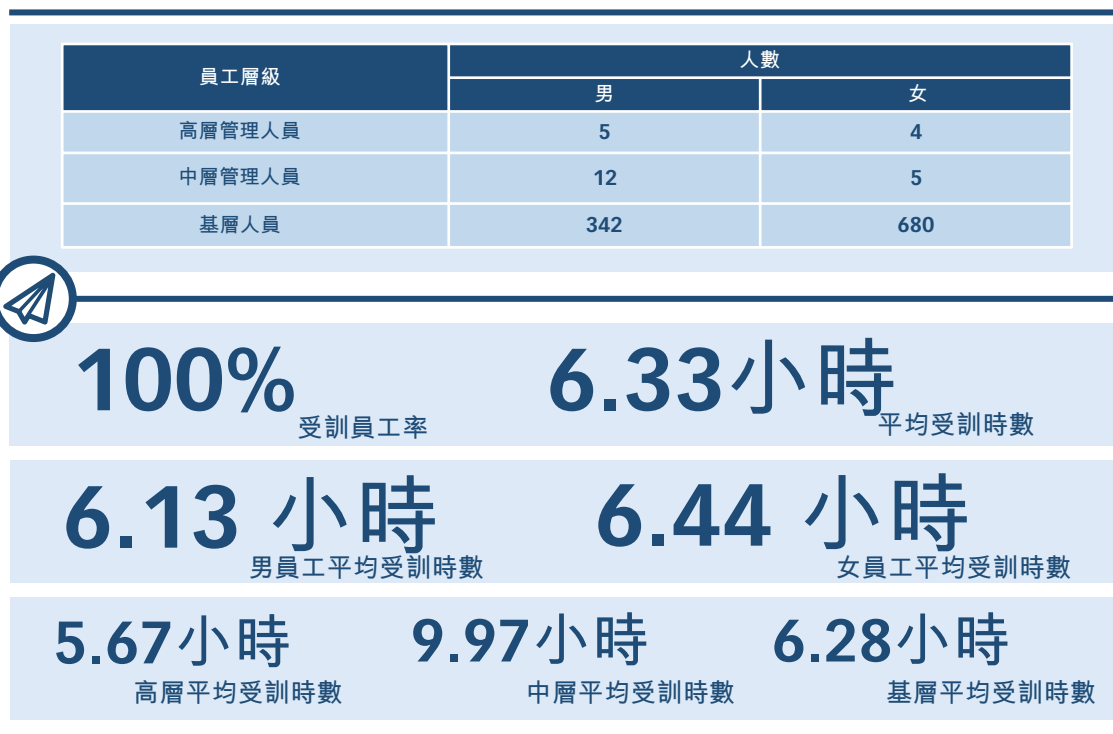 員工層級 人數
男 女
高層管理人員 5 4
中層管理人員 12 5
基層人員 342 680
100% 受訓員工率 6.33小時 平均受訓時數
6.13 小時 男員工平均受訓時數 6.44 小時 女員工平均受訓時數
5.67小時 高層平均受訓時數 9.97小時 中層平均受訓時數 6.28小時 基層平均受訓時數